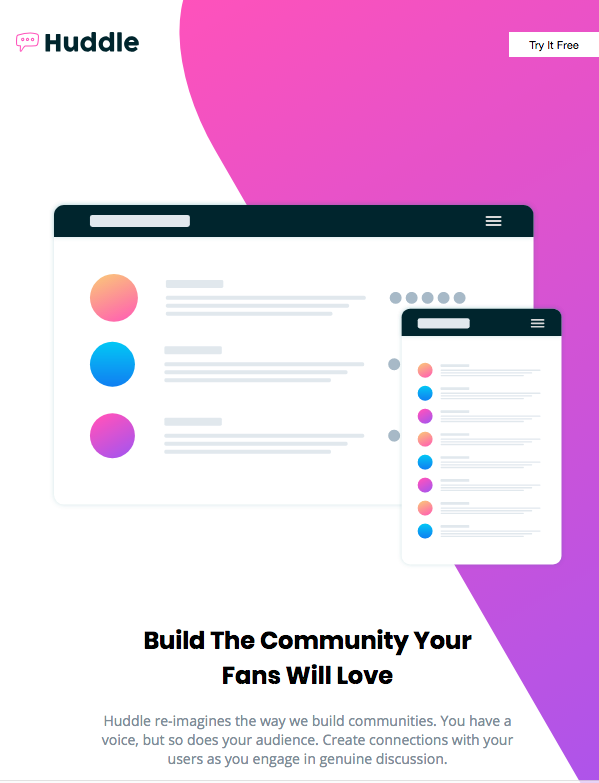 Huddle
Try It Free
Build The Community Your
Fans Will Love
Huddle re-imagines the way we build communities. You have a
voice, but so does your audience. Create connections with your
users as you engage in genuine discussion.